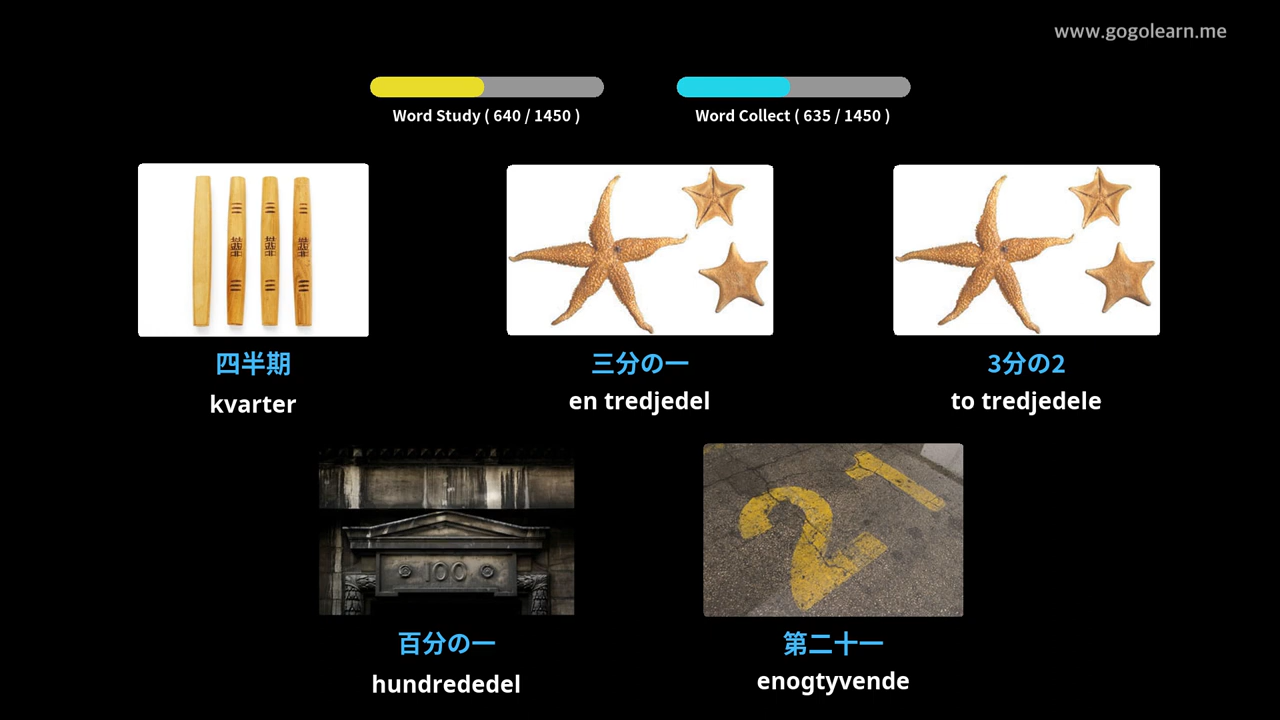 www.gogolearn.me
Word Study ( 640 / 1450 )
Word Collect ( 635 / 1450 )
四半期
kvarter
三分の一
en tredjedel
3分の2
to tredjedele
100
百分の一
hundrededel
21
第二十一
enogtyvende